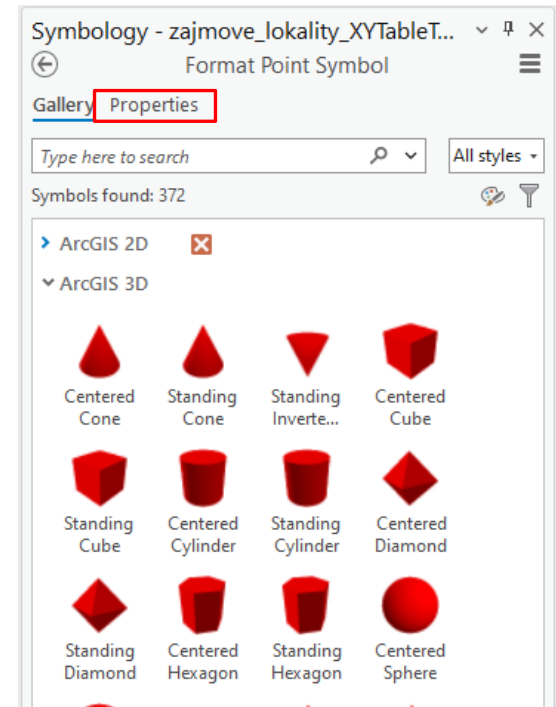 Symbology - zajmove_lokality_XYTableT...
Format Point Symbol
Gallery Properties
Type here to search
All styles
Symbols found: 372
ArcGIS 2D
ArcGIS 3D
Centered Standing Standing Centered
Cone Cone Inverte... Cube
Standing Centered Standing Centered
Cube Cylinder Cylinder Diamond
Standing Centered Standing Centered
Diamond Hexagon Hexagon Sphere